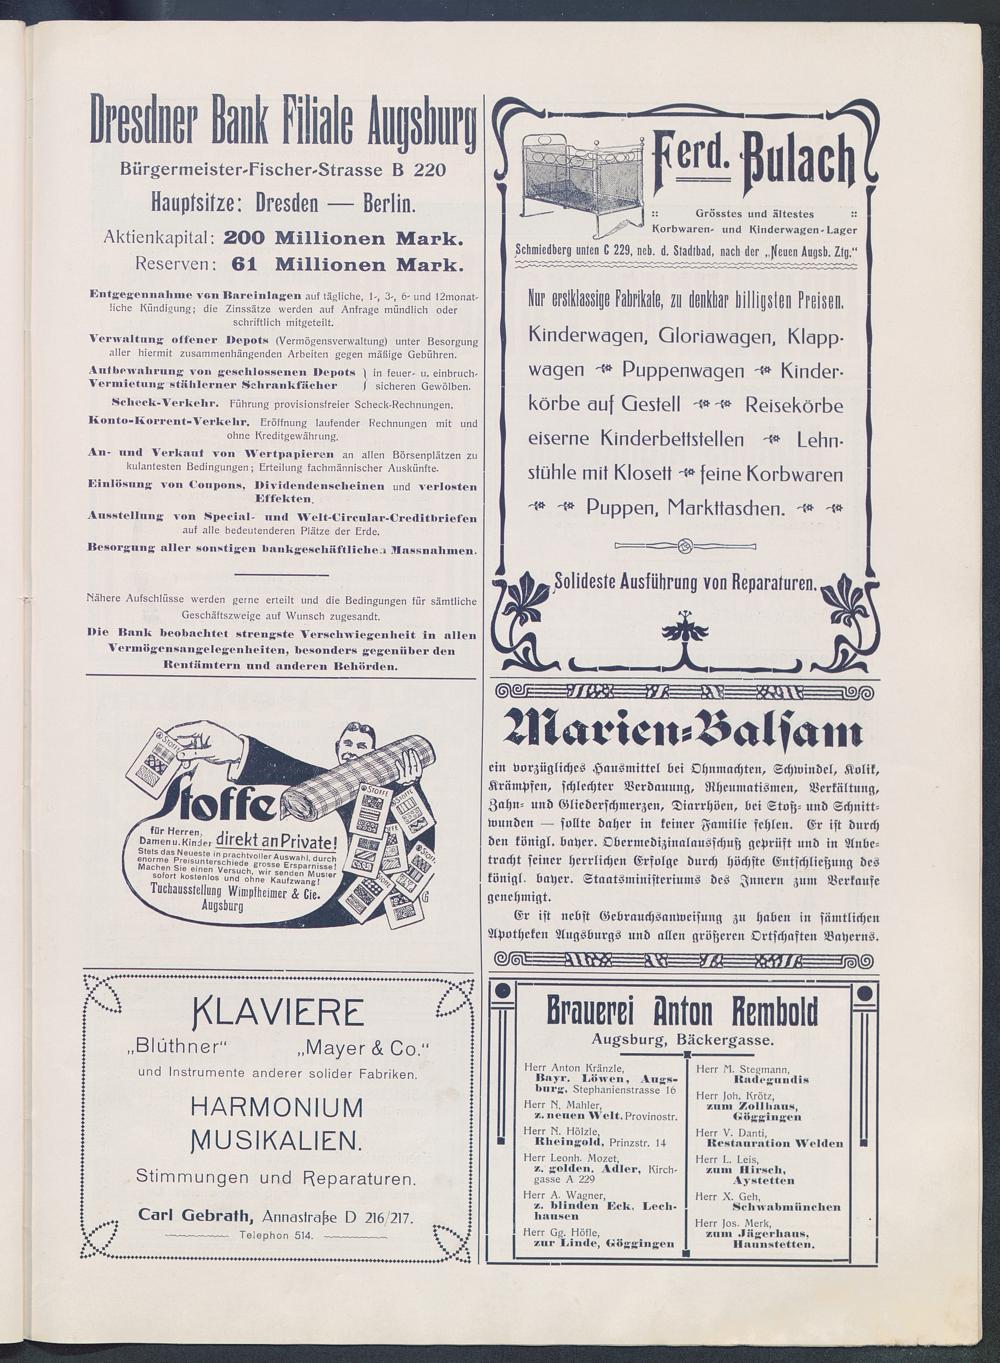 Dresdner Bank Filiale Augsburg
Bürgermeister-Fischer-Strasse B 220
Hauptsitze: Dresden — Berlin.
Aktienkapital: 200 Millionen Mark.
Reserven: 61 Millionen Mark.
Entgegennahme von Bareinlagen auf tägliche, 1-, 3-, 6- und 12monat-
liche Kündigung; die Zinssätze werden auf Anfrage mündlich oder
schriftlich mitgeteilt.
Verwaltung offener Depots (Vermögensverwaltung) unter Besorgung
aller hiermit zusammenhängenden Arbeiten gegen mäßige Gebühren.
Aufbewahrung von geschlossenen Depots } in feuer- u. einbruch-
Vermietung stählerner Schrankfächer } sicheren Gewölben.
Scheck-Verkehr. Führung provisionsfreier Scheck-Rechnungen.
Konto-Korrent-Verkehr. Eröffnung laufender Rechnungen mit und
ohne Kreditgewährung.
An- und Verkauf von Wertpapieren an allen Börsenplätzen zu
kulantesten Bedingungen; Erteilung fachmännischer Auskünfte.
Einlösung von Coupons, Dividendenscheinen und verlosten
Effekten.
Ausstellung von Special- und Welt-Circular-Creditbriefen
auf alle bedeutenderen Plätze der Erde.
Besorgung aller sonstigen bankgeschäftlichen Massnahmen.
Nähere Aufschlüsse werden gerne erteilt und die Bedingungen für sämtliche
Geschäftszweige auf Wunsch zugesandt.
Die Bank beobachtet strengste Verschwiegenheit in allen
Vermögensangelegenheiten, besonders gegenüber den
Rentämtern und anderen Behörden.
STOFFE
STOFFE
STOFFE
Stoffe
für Herren,
Damen u. Kinder direkt an Private!
Stets das Neueste in prachtvoller Auswahl, durch
enorme Preisunterschiede grosse Ersparnisse!
Machen Sie einen Versuch, wir senden Muster
sofort kostenlos und ohne Kaufzwang!
Tuchausstellung Wimpfheimer & Cie.
Augsburg
KLAVIERE
„Blüthner“ „Mayer & Co.“
und Instrumente anderer solider Fabriken.
HARMONIUM
MUSIKALIEN.
Stimmungen und Reparaturen.
Carl Gebrath, Annastraße D 216/217.
Telephon 514.
Ferd. Bulach
:: Grösstes und ältestes ::
Korbwaren- und Kinderwagen-Lager
Schmiedberg unten C 229, neb. d. Stadtbad, nach der „Neuen Augsb. Ztg.“
Nur erstklassige Fabrikate, zu denkbar billigsten Preisen.
Kinderwagen, Gloriawagen, Klapp-
wagen Puppenwagen Kinder-
körbe auf Gestell Reisekörbe
eiserne Kinderbettstellen Lehn-
stühle mit Klosett feine Korbwaren
Puppen, Markttaschen.
Solideste Ausführung von Reparaturen.
Marien-Balsam
ein vorzügliches Hausmittel bei Ohnmachten, Schwindel, Kolik,
Krämpfen, schlechter Verdauung, Rheumatismen, Verkältung,
Zahn- und Gliederschmerzen, Diarrhöen, bei Stoß- und Schnitt-
wunden — sollte daher in keiner Familie fehlen. Er ist durch
den königl. bayer. Obermedizinalausschuß geprüft und in Anbe-
tracht seiner herrlichen Erfolge durch höchste Entschließung des
königl. bayer. Staatsministeriums des Innern zum Verkaufe
genehmigt.
Er ist nebst Gebrauchsanweisung zu haben in sämtlichen
Apotheken Augsburgs und allen größeren Ortschaften Bayerns.
Brauerei Anton Rembold
Augsburg, Bäckergasse.
Herr Anton Kränzle,
Bayr. Löwen, Augs-
burg, Stephanienstrasse 16
Herr N. Mahler,
z. neuen Welt, Provinostr.
Herr N. Hölzle,
Rheingold, Prinzstr. 14
Herr Leonh. Mozet,
z. golden. Adler, Kirch-
gasse A 229
Herr A. Wagner,
z. blinden Eck, Lech-
hausen
Herr Gg. Höfle,
zur Linde, Göggingen
Herr M. Stegmann,
Radegundis
Herr Joh. Krötz,
zum Zollhaus,
Göggingen
Herr V. Danti,
Restauration Welden
Herr L. Leis,
zum Hirsch,
Aystetten
Herr X. Geh,
Schwabmünchen
Herr Jos. Merk,
zum Jägerhaus,
Haunstetten.